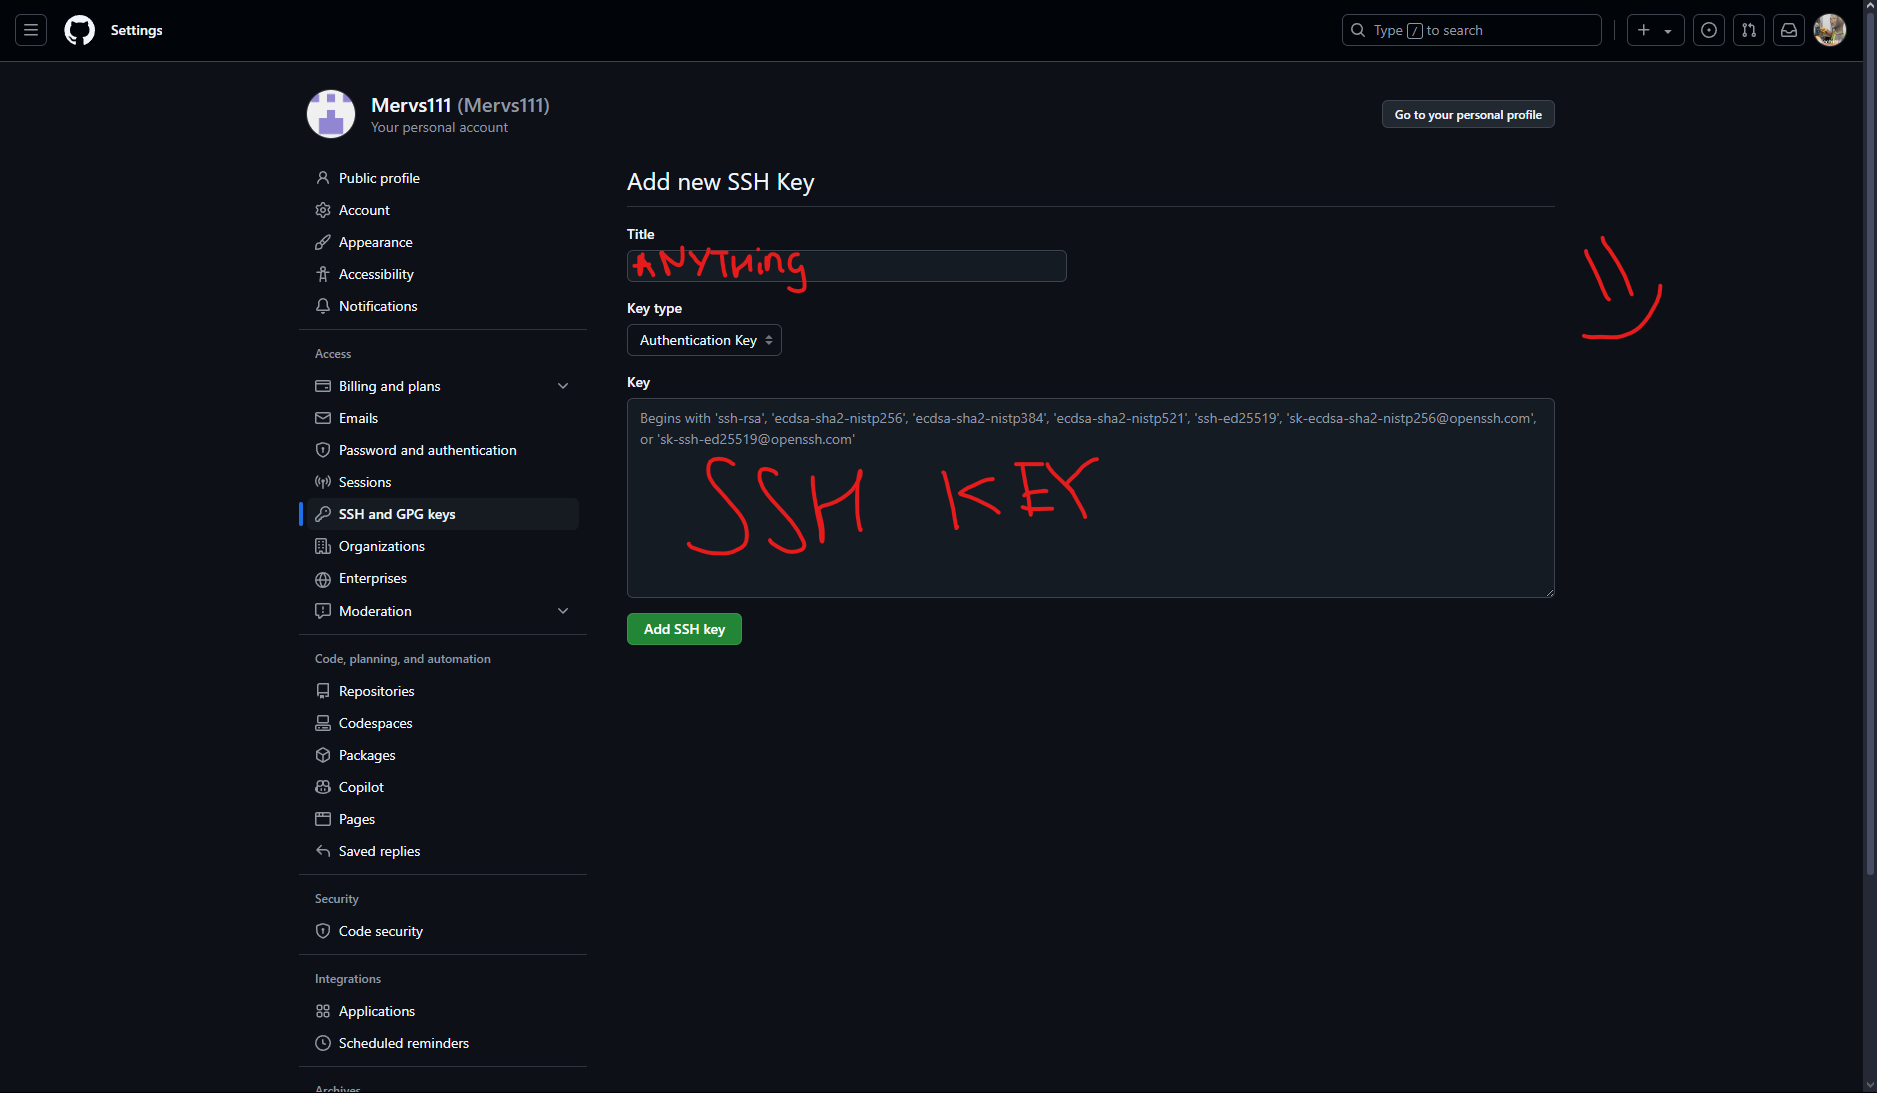 Settings
Type / to search
Mervs111 (Mervs111)
Your personal account
Go to your personal profile
Public profile
Account
Appearance
Accessibility
Notifications
Access
Billing and plans
Emails
Password and authentication
Sessions
SSH and GPG keys
Organizations
Enterprises
Moderation
Code, planning, and automation
Repositories
Codespaces
Packages
Copilot
Pages
Saved replies
Security
Code security
Integrations
Applications
Scheduled reminders
Archives
Add new SSH Key
Title
ANYTHing
Key type
Authentication Key
Key
Begins with 'ssh-rsa', 'ecdsa-sha2-nistp256', 'ecdsa-sha2-nistp384', 'ecdsa-sha2-nistp521', 'ssh-ed25519', 'sk-ecdsa-sha2-nistp256@openssh.com',
or 'sk-ssh-ed25519@openssh.com'
SSH KEY
Add SSH key